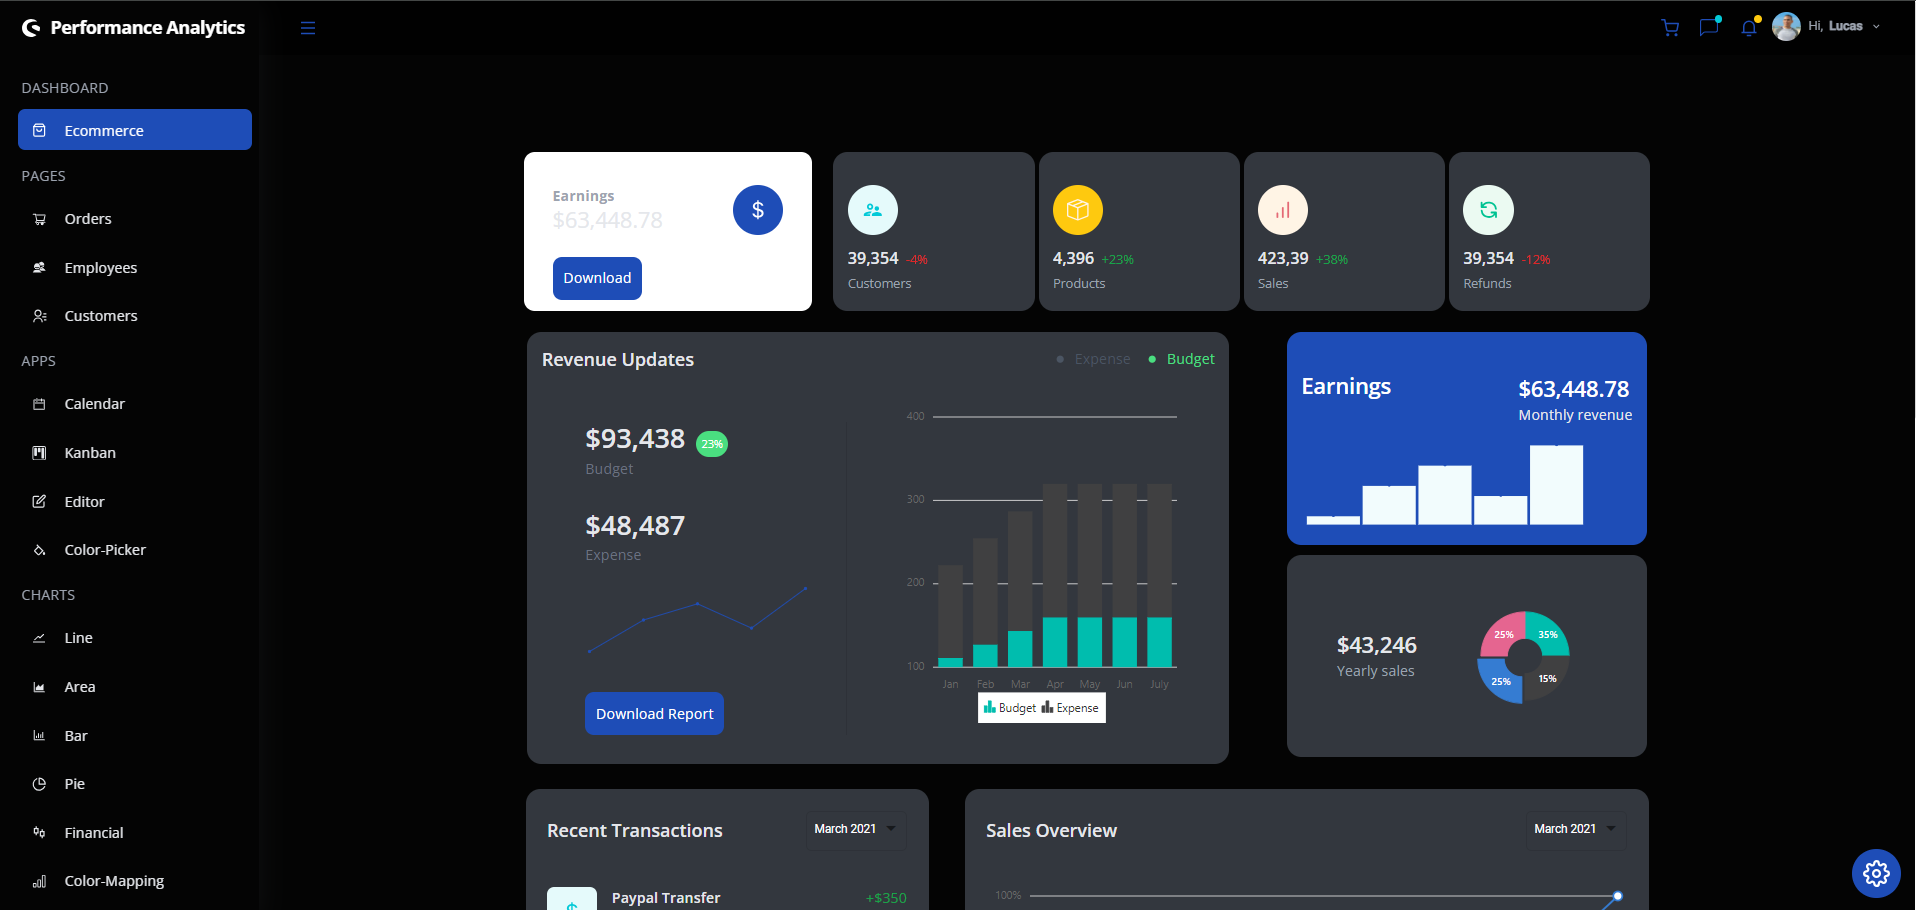 Performance Analytics
Hi, Lucas
DASHBOARD
Ecommerce
PAGES
Orders
Employees
Customers
APPS
Calendar
Kanban
Editor
Color-Picker
CHARTS
Line
Area
Bar
Pie
Financial
Color-Mapping
Earnings
$63,448.78
$
Download
39,354 -4%
Customers
4,396 +23%
Products
423,39 +38%
Sales
39,354 -12%
Refunds
Revenue Updates
Expense
Budget
$93,438 23%
Budget
$48,487
Expense
Download Report
400
300
200
100
Jan Feb Mar Apr May Jun July
Budget Expense
Earnings
$63,448.78
Monthly revenue
$43,246
Yearly sales
25% 35%
25% 15%
Recent Transactions
March 2021
Paypal Transfer +$350
Sales Overview
March 2021
100%